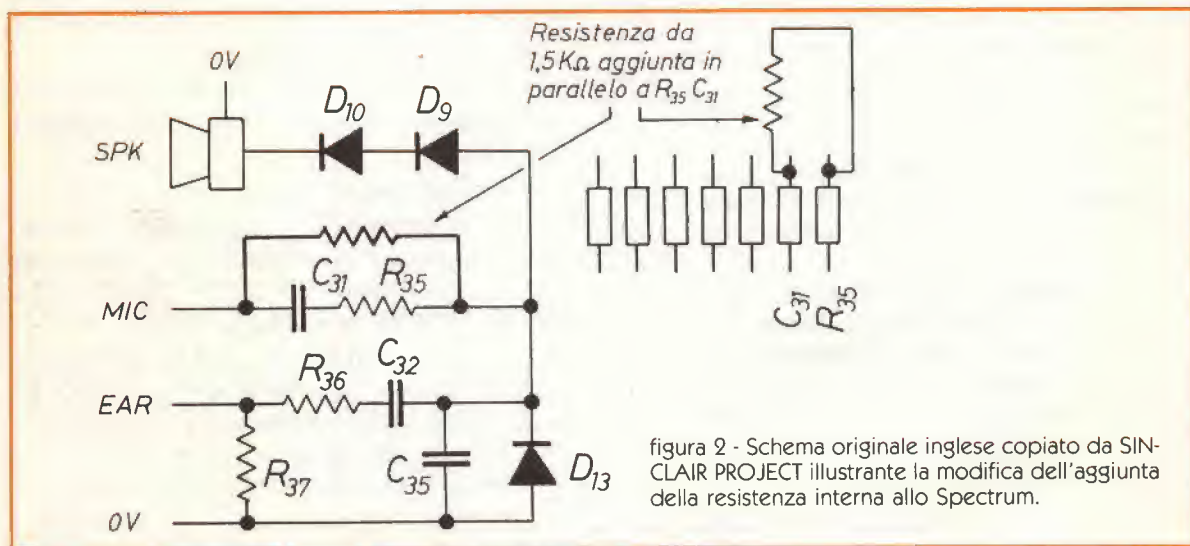 Resistenza da
1,5KΩ aggiunta in
parallelo a R35 C31
0V
D10
D9
SPK
C31
R35
MIC
C31
R35
C32
R36
EAR
R37
C35
D13
0V
figura 2 - Schema originale inglese copiato da SIN-
CLAIR PROJECT illustrante la modifica dell'aggiunta
della resistenza interna allo Spectrum.